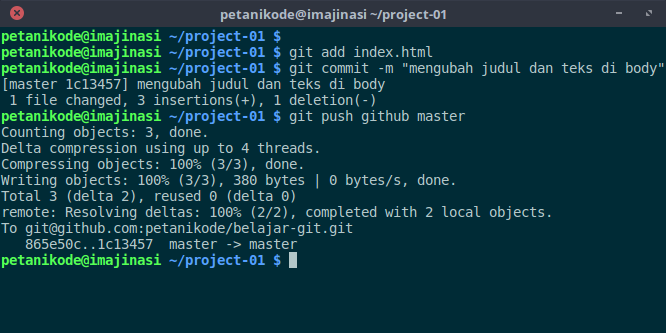 petanikode@imajinasi ~/project-01
petanikode@imajinasi ~/project-01 $
petanikode@imajinasi ~/project-01 $ git add index.html
petanikode@imajinasi ~/project-01 $ git commit -m "mengubah judul dan teks di body"
[master 1c13457] mengubah judul dan teks di body
 1 file changed, 3 insertions(+), 1 deletion(-)
petanikode@imajinasi ~/project-01 $ git push github master
Counting objects: 3, done.
Delta compression using up to 4 threads.
Compressing objects: 100% (3/3), done.
Writing objects: 100% (3/3), 380 bytes | 0 bytes/s, done.
Total 3 (delta 2), reused 0 (delta 0)
remote: Resolving deltas: 100% (2/2), completed with 2 local objects.
To git@github.com:petanikode/belajar-git.git
   865e50c..1c13457  master -> master
petanikode@imajinasi ~/project-01 $